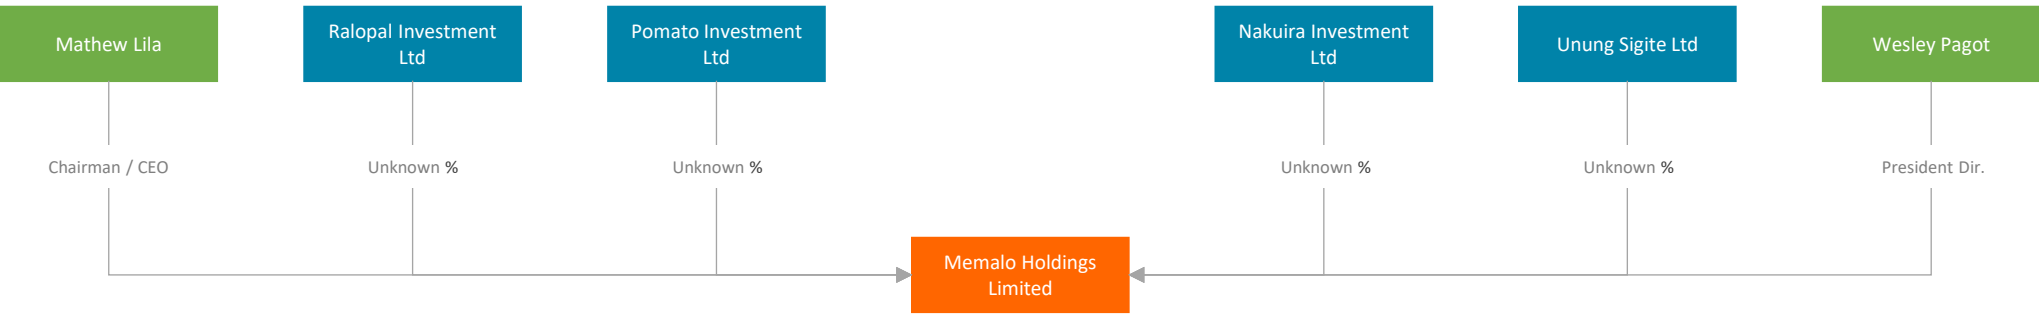 Mathew Lila
Ralopal Investment
Ltd
Pomato Investment
Ltd
Nakuira Investment
Ltd
Unung Sigite Ltd
Wesley Pagot
Chairman / CEO
Unknown %
Unknown %
Unknown %
Unknown %
President Dir.
Memalo Holdings
Limited